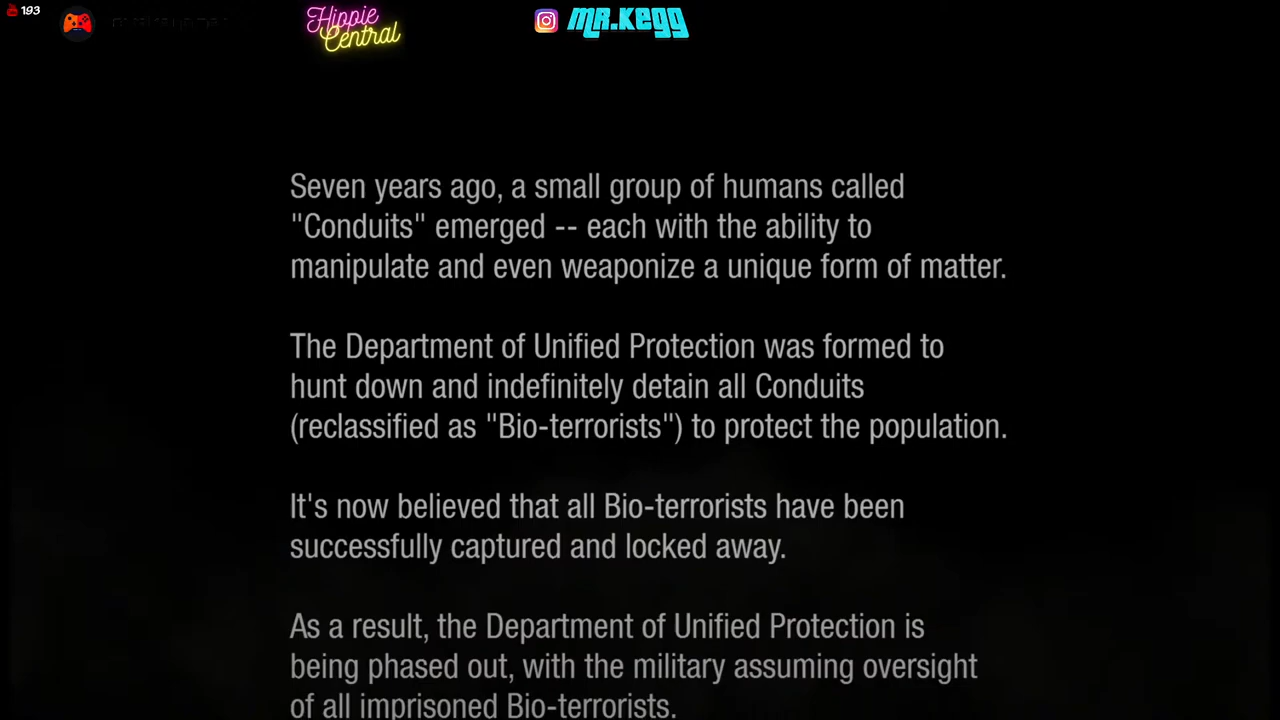 193
Hippie
Central
MR.KEGG
Seven years ago, a small group of humans called
"Conduits" emerged -- each with the ability to
manipulate and even weaponize a unique form of matter.
The Department of Unified Protection was formed to
hunt down and indefinitely detain all Conduits
(reclassified as "Bio-terrorists") to protect the population.
It's now believed that all Bio-terrorists have been
successfully captured and locked away.
As a result, the Department of Unified Protection is
being phased out, with the military assuming oversight
of all imprisoned Bio-terrorists.